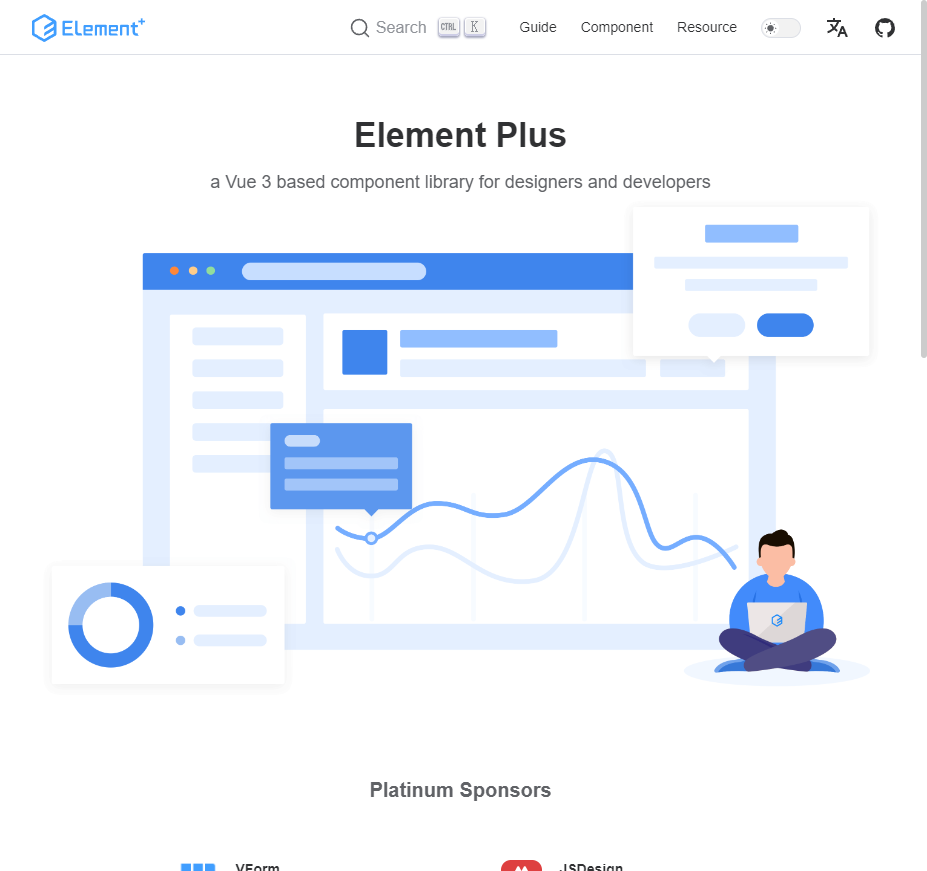 Element+
Search CTRL K
Guide
Component
Resource
Element Plus
a Vue 3 based component library for designers and developers
Platinum Sponsors
VForm
JSDesign